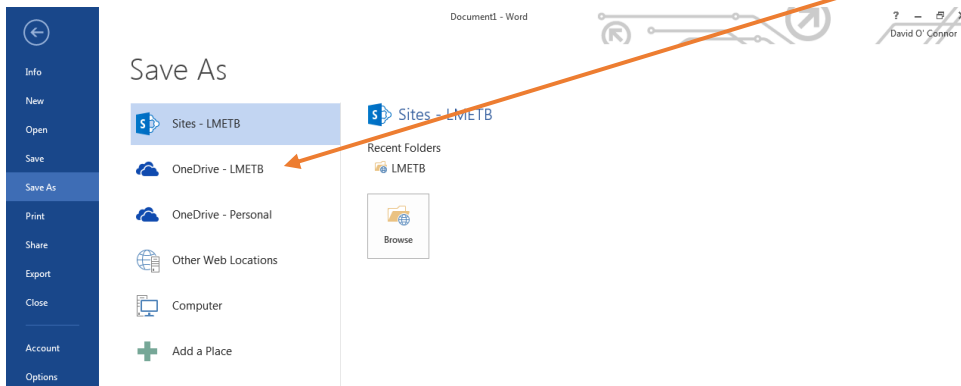 Document1 - Word
?
David O' Connor
Info
New
Open
Save
Save As
Print
Share
Export
Close
Account
Options
Save As
Sites - LMETB
OneDrive - LMETB
OneDrive - Personal
Other Web Locations
Computer
Add a Place
Sites - LMETB
Recent Folders
LMETB
Browse